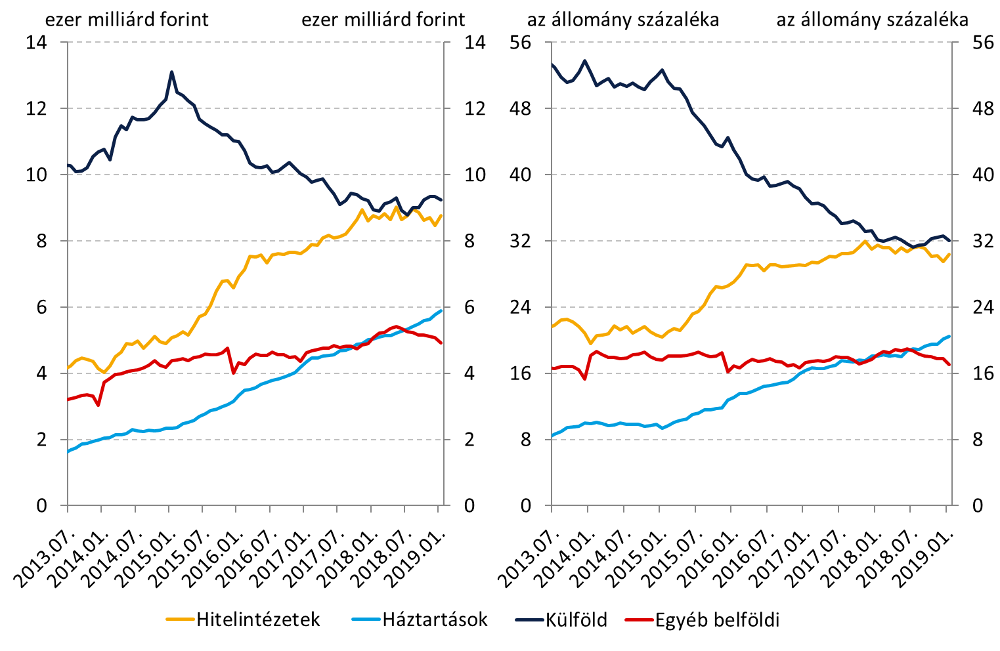 ezer milliárd forint ezer milliárd forint az állomány százaléka az állomány százaléka
14 14 56 56
12 12 48 48
10 10 40 40
8 8 32 32
6 6 24 24
4 4 16 16
2 2 8 8
0 0 0 0
2013.07. 2014.01. 2014.07. 2015.01. 2015.07. 2016.01. 2016.07. 2017.01. 2017.07. 2018.01. 2018.07. 2019.01. 2013.07. 2014.01. 2014.07. 2015.01. 2015.07. 2016.01. 2016.07. 2017.01. 2017.07. 2018.01. 2018.07. 2019.01.
Hitelintézetek Háztartások Külföld Egyéb belföldi